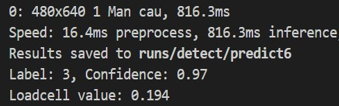 0: 480x640 1 Man cau, 816.3ms
Speed: 16.4ms preprocess, 816.3ms inference
Results saved to runs/detect/predict6
Label: 3, Confidence: 0.97
Loadcell value: 0.194